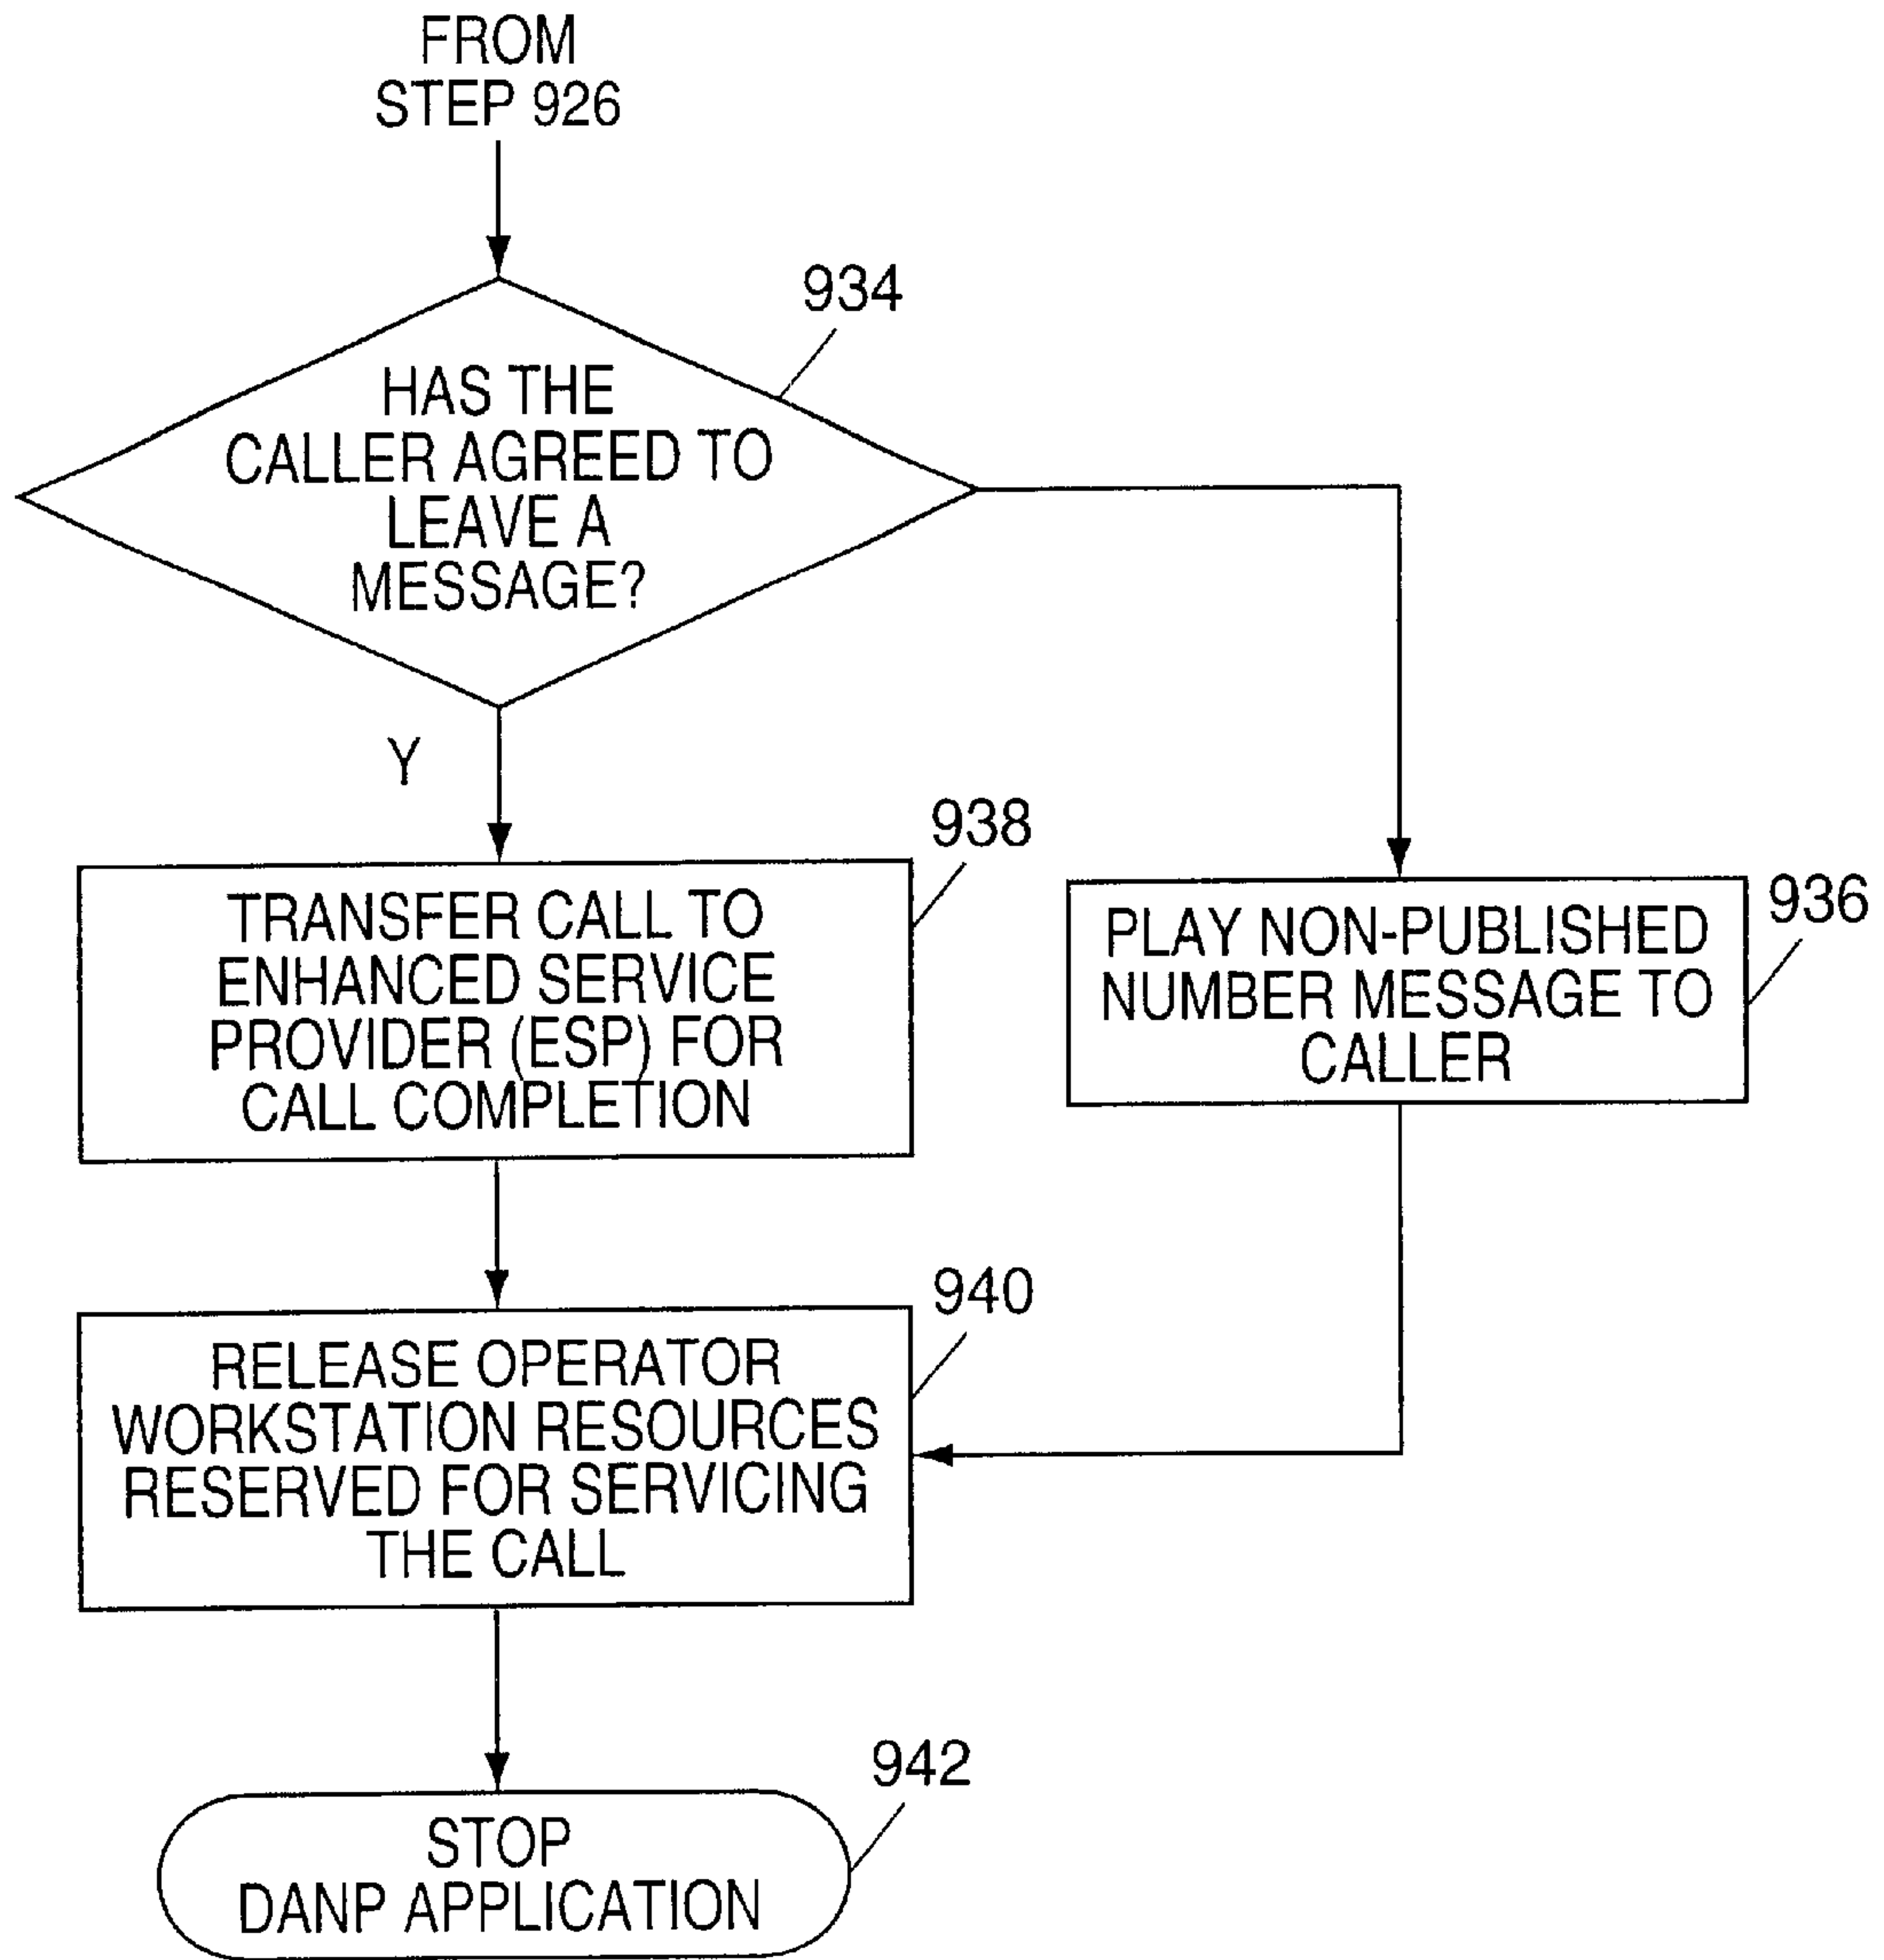 FROM
STEP 926
934
HAS THE
CALLER AGREED TO
LEAVE A
MESSAGE?
Y
938
TRANSFER CALL TO
ENHANCED SERVICE
PROVIDER (ESP) FOR
CALL COMPLETION
936
PLAY NON-PUBLISHED
NUMBER MESSAGE TO
CALLER
940
RELEASE OPERATOR
WORKSTATION RESOURCES
RESERVED FOR SERVICING
THE CALL
942
STOP
DANP APPLICATION